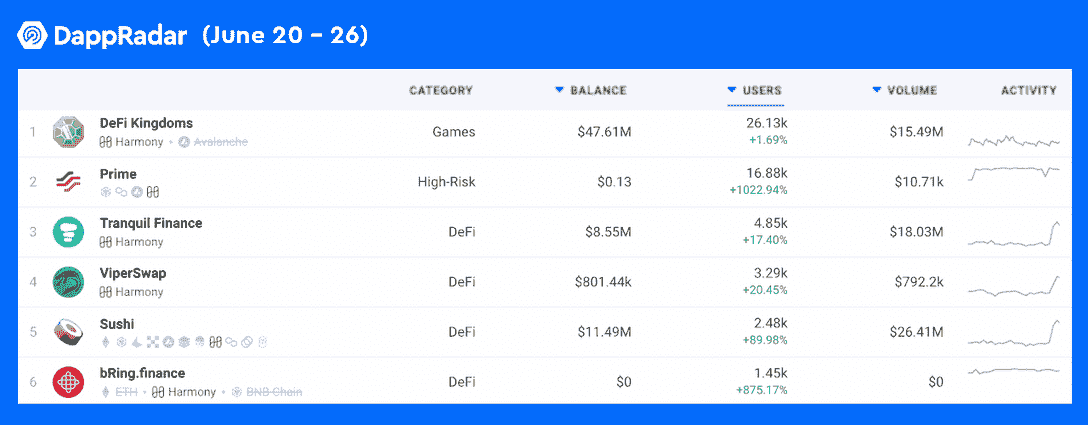 DappRadar (June 20 - 26)
CATEGORY BALANCE USERS VOLUME ACTIVITY
1 DeFi Kingdoms Harmony • Avalanche Games $47.61M 26.13k +1.69% $15.49M
2 Prime High-Risk $0.13 16.88k +1022.94% $10.71k
3 Tranquil Finance Harmony DeFi $8.55M 4.85k +17.40% $18.03M
4 ViperSwap Harmony DeFi $801.44k 3.29k +20.45% $792.2k
5 Sushi DeFi $11.49M 2.48k +89.98% $26.41M
6 bRing.finance ETH • Harmony • BNB Chain DeFi $0 1.45k +875.17% $0